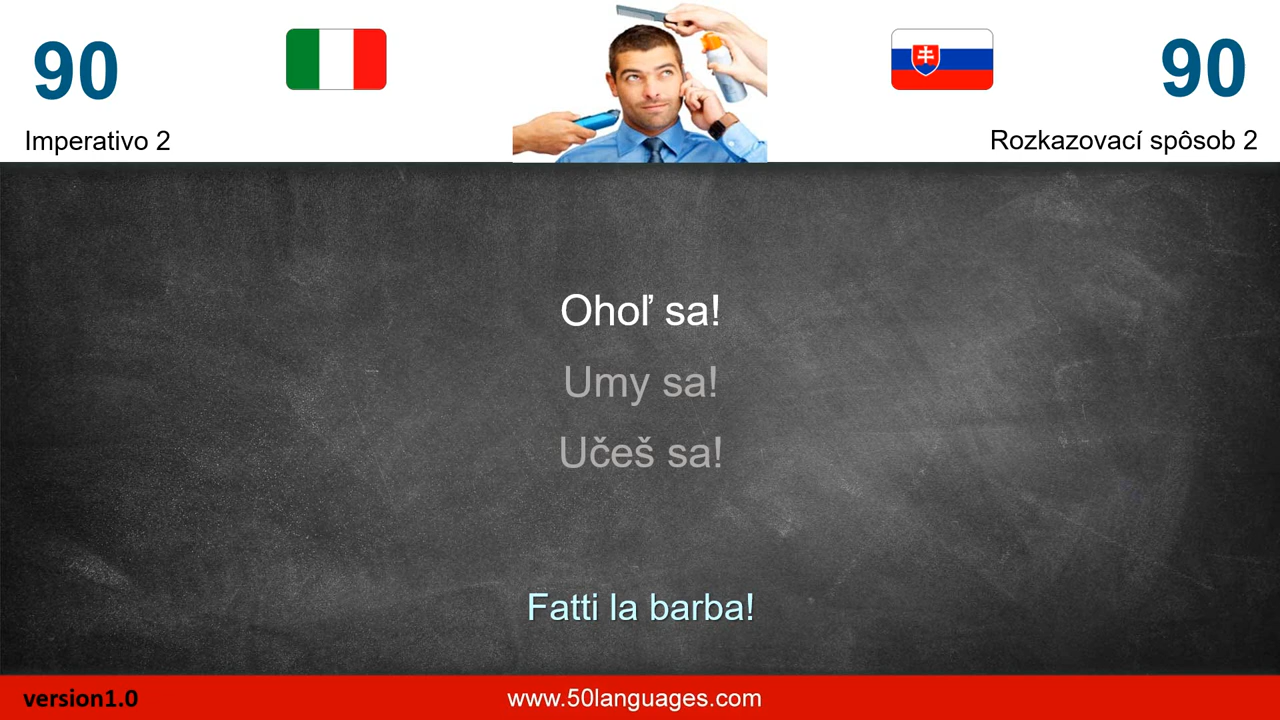 90
90
Imperativo 2
Rozkazovací spôsob 2
Ohoľ sa!
Umy sa!
Učeš sa!
Fatti la barba!
version1.0
www.50languages.com